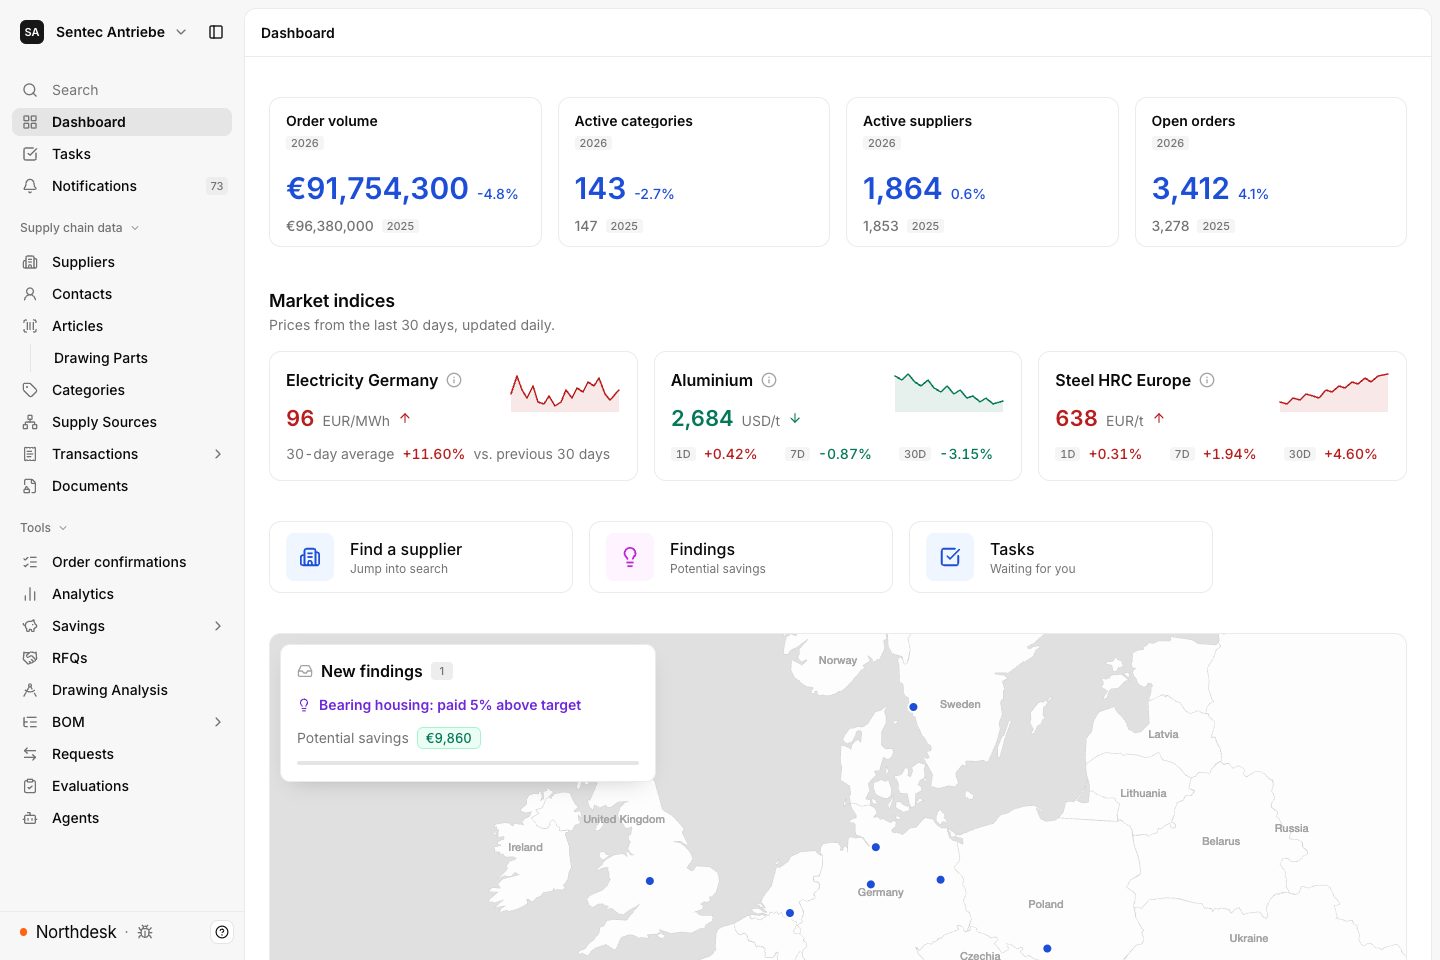 SA Sentec Antriebe
Search
Dashboard
Tasks
Notifications 73
Supply chain data
Suppliers
Contacts
Articles
Drawing Parts
Categories
Supply Sources
Transactions
Documents
Tools
Order confirmations
Analytics
Savings
RFQs
Drawing Analysis
BOM
Requests
Evaluations
Agents
Northdesk ·
Dashboard
Order volume
2026
€91,754,300 -4.8%
€96,380,000 2025
Active categories
2026
143 -2.7%
147 2025
Active suppliers
2026
1,864 0.6%
1,853 2025
Open orders
2026
3,412 4.1%
3,278 2025
Market indices
Prices from the last 30 days, updated daily.
Electricity Germany
96 EUR/MWh ↑
30-day average +11.60% vs. previous 30 days
Aluminium
2,684 USD/t ↓
1D +0.42% 7D -0.87% 30D -3.15%
Steel HRC Europe
638 EUR/t ↑
1D +0.31% 7D +1.94% 30D +4.60%
Find a supplier
Jump into search
Findings
Potential savings
Tasks
Waiting for you
New findings 1
Bearing housing: paid 5% above target
Potential savings €9,860
Norway
Sweden
Latvia
Lithuania
United Kingdom
Russia
Belarus
Ireland
Germany
Poland
Ukraine
Czechia